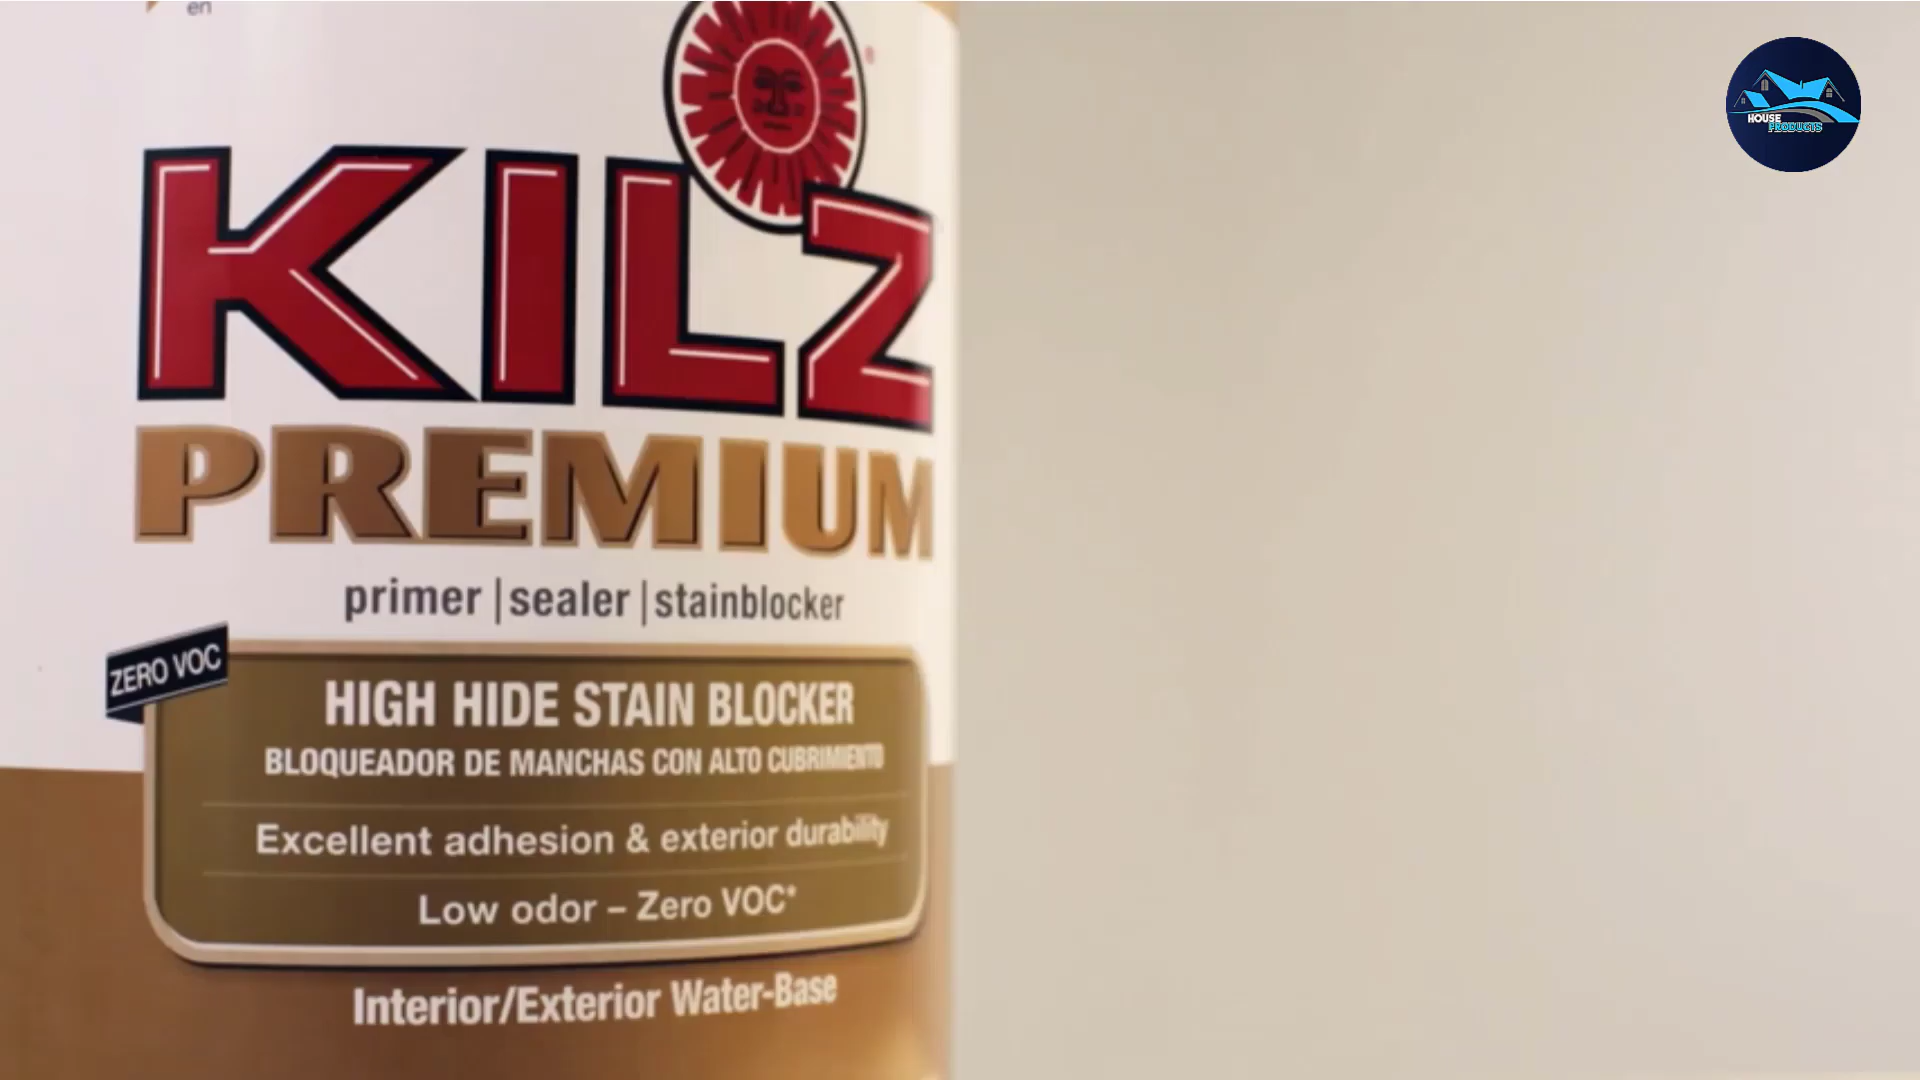 en
HOUSE
PRODUCTS
KILZ
PREMIUM
primer | sealer | stainblocker
ZERO VOC
HIGH HIDE STAIN BLOCKER
BLOQUEADOR DE MANCHAS CON ALTO CUBRIMIENTO
Excellent adhesion & exterior durability
Low odor – Zero VOC*
Interior/Exterior Water-Base